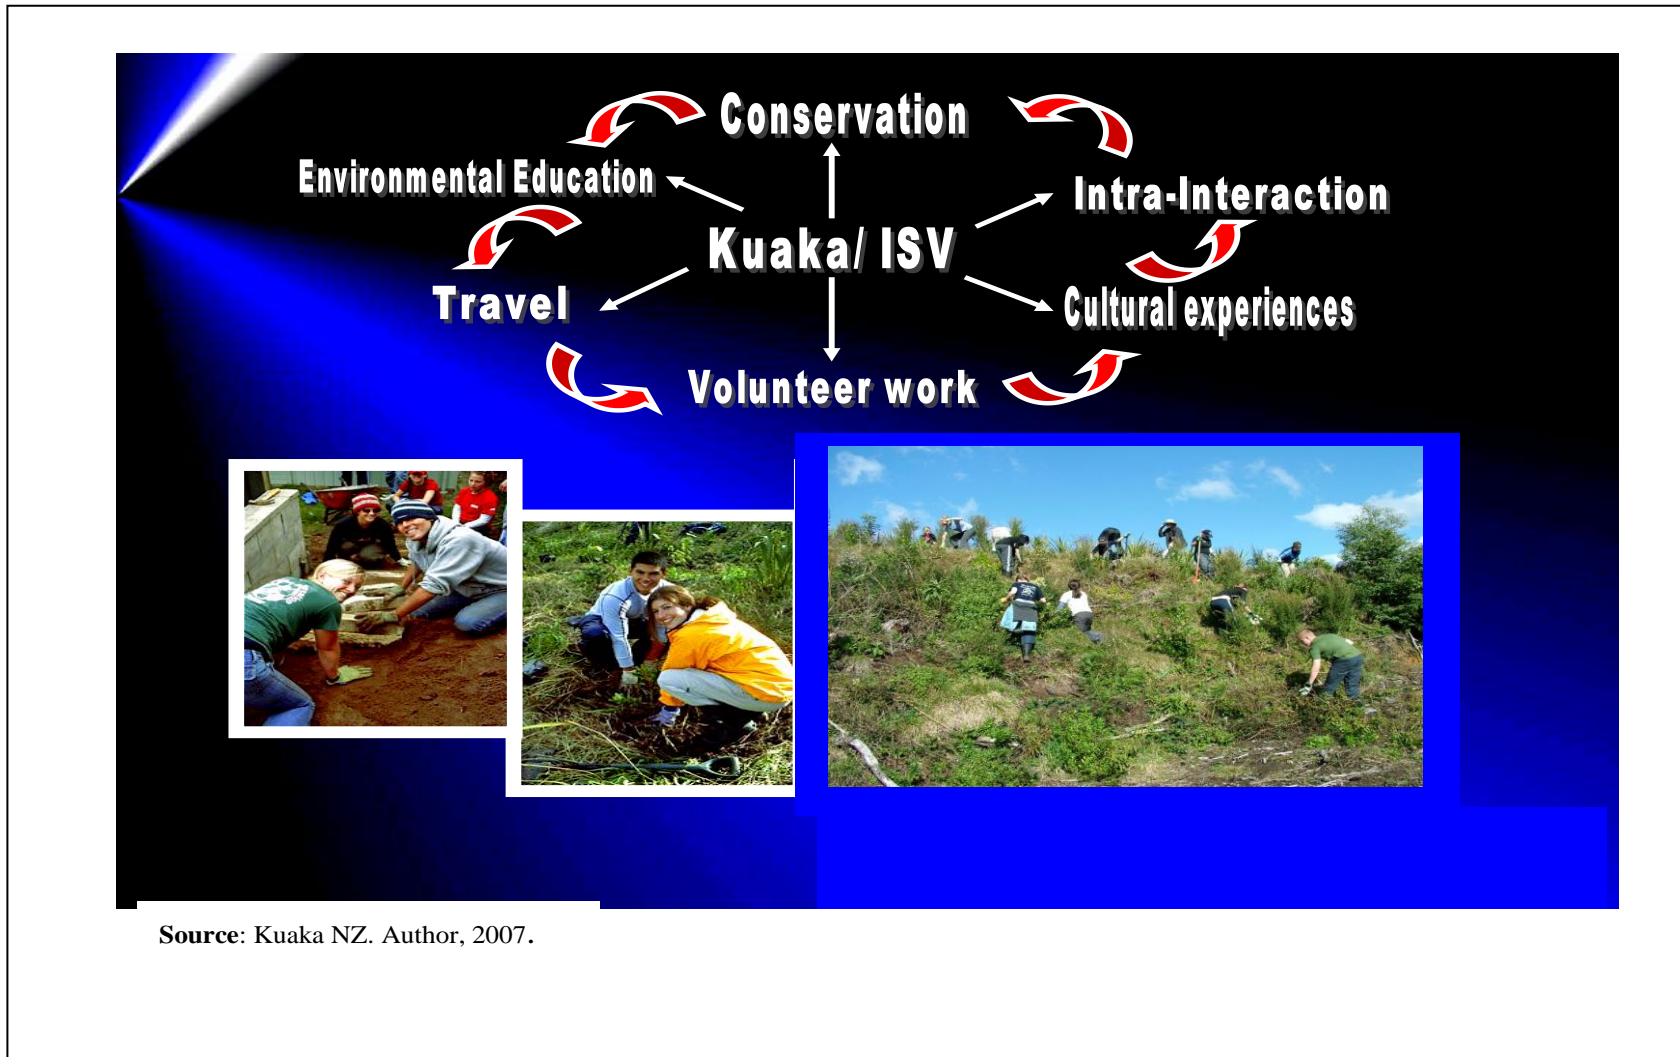 Conservation
Environmental Education
Intra-Interaction
Kuaka/ ISV
Travel
Cultural experiences
Volunteer work
Source: Kuaka NZ. Author, 2007.